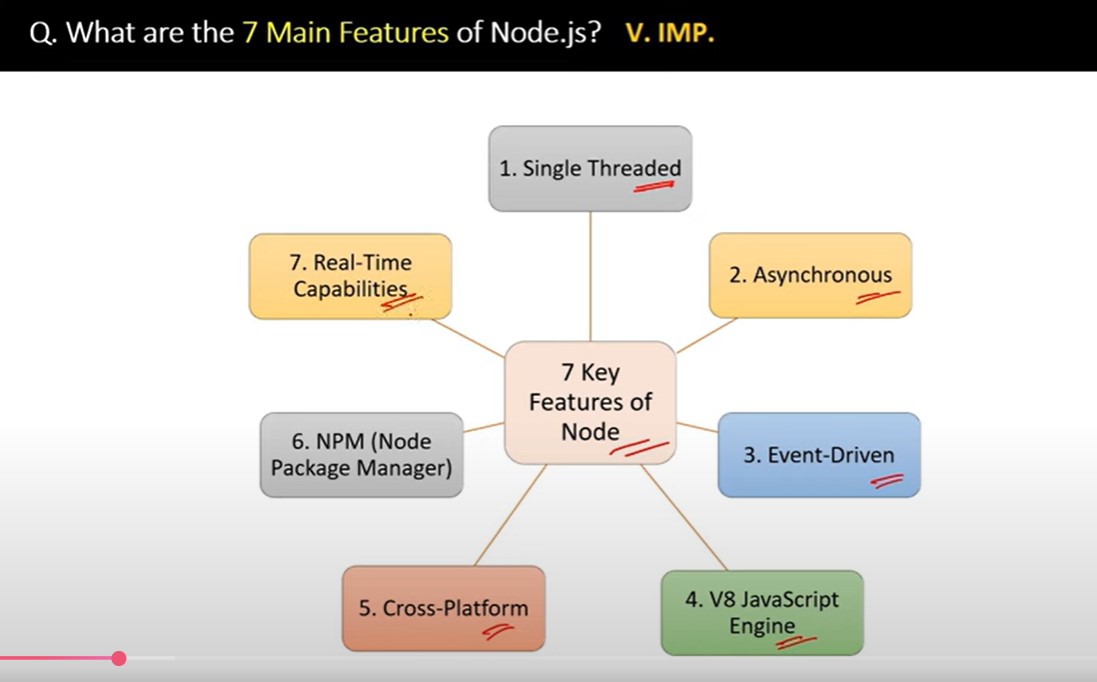 Q. What are the 7 Main Features of Node.js? V. IMP.
1. Single Threaded
2. Asynchronous
3. Event-Driven
4. V8 JavaScript
Engine
5. Cross-Platform
6. NPM (Node
Package Manager)
7. Real-Time
Capabilities
7 Key
Features of
Node